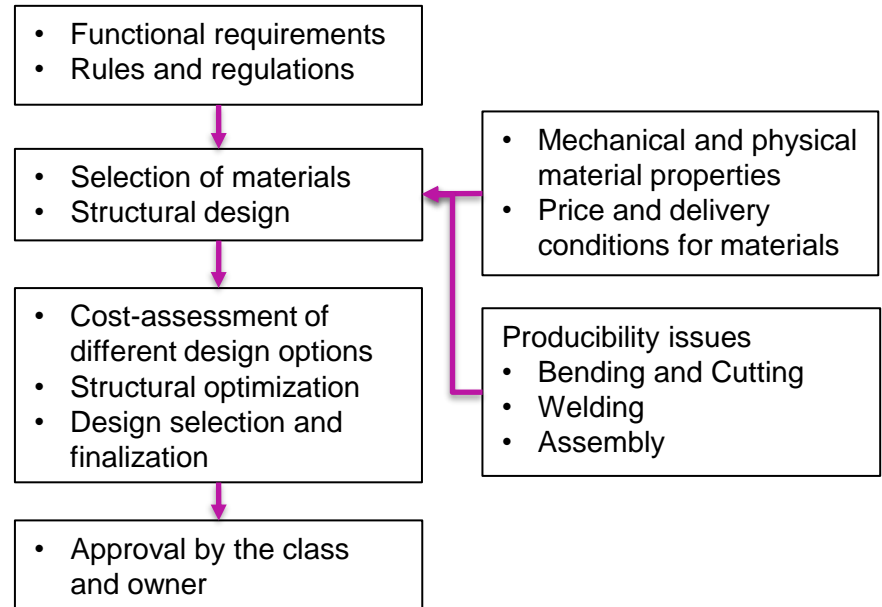 • Functional requirements
• Rules and regulations
• Selection of materials
• Structural design
• Mechanical and physical
material properties
• Price and delivery
conditions for materials
• Cost-assessment of
different design options
• Structural optimization
• Design selection and
finalization
Producibility issues
• Bending and Cutting
• Welding
• Assembly
• Approval by the class
and owner